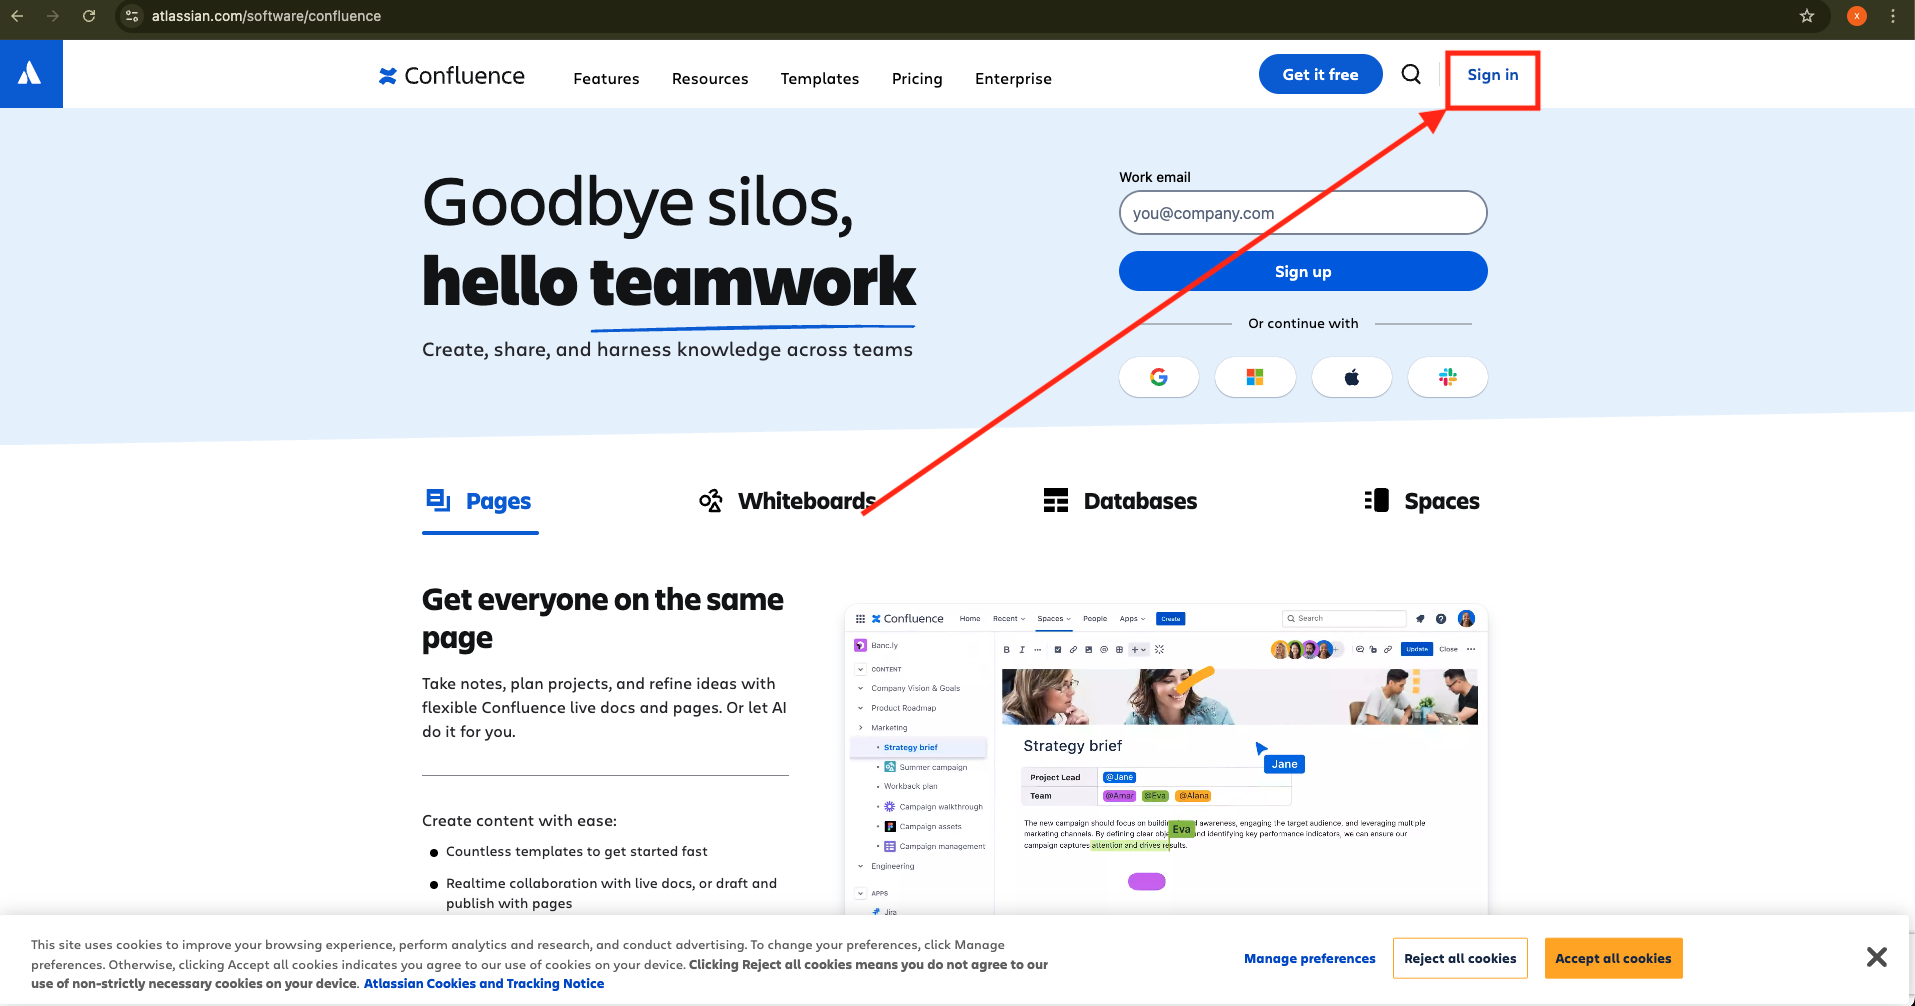 atlassian.com/software/confluence
x
Confluence
Features
Resources
Templates
Pricing
Enterprise
Get it free
Sign in
Goodbye silos,
hello teamwork
Create, share, and harness knowledge across teams
Work email
you@company.com
Sign up
Or continue with
Pages
Whiteboards
Databases
Spaces
Get everyone on the same
page
Take notes, plan projects, and refine ideas with
flexible Confluence live docs and pages. Or let AI
do it for you.
Create content with ease:
Countless templates to get started fast
Realtime collaboration with live docs, or draft and
publish with pages
Confluence
Home
Recent
Spaces
People
Apps
Create
Search
Banc.ly
CONTENT
Company Vision & Goals
Product Roadmap
Marketing
Strategy brief
Summer campaign
Workback plan
Campaign walkthrough
Campaign assets
Campaign management
Engineering
APPS
Jira
B I
Update
Close
Strategy brief
Jane
Project Lead @Jane
Team @Amar @Eva @Alana
The new campaign should focus on buildin awareness, engaging the target audience, and leveraging multiple
marketing channels. By defining clear obje nd identifying key performance indicators, we can ensure our
campaign captures attention and drives results.
Eva
This site uses cookies to improve your browsing experience, perform analytics and research, and conduct advertising. To change your preferences, click Manage
preferences. Otherwise, clicking Accept all cookies indicates you agree to our use of cookies on your device. Clicking Reject all cookies means you do not agree to our
use of non-strictly necessary cookies on your device. Atlassian Cookies and Tracking Notice
Manage preferences
Reject all cookies
Accept all cookies